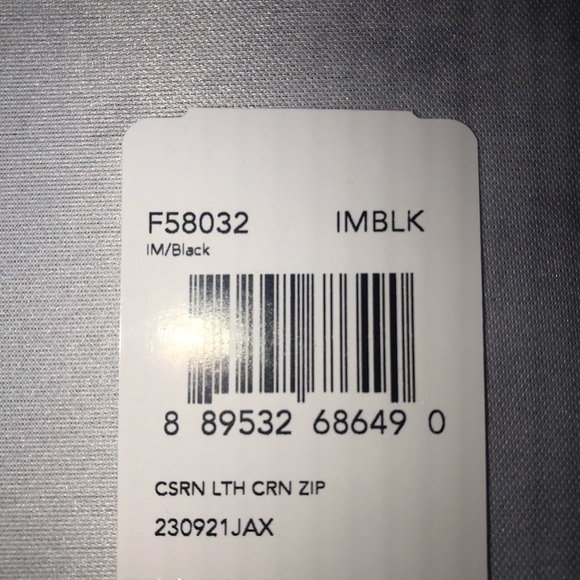 F58032 IMBLK
IM/Black
8 89532 68649 0
CSRN LTH CRN ZIP
230921JAX